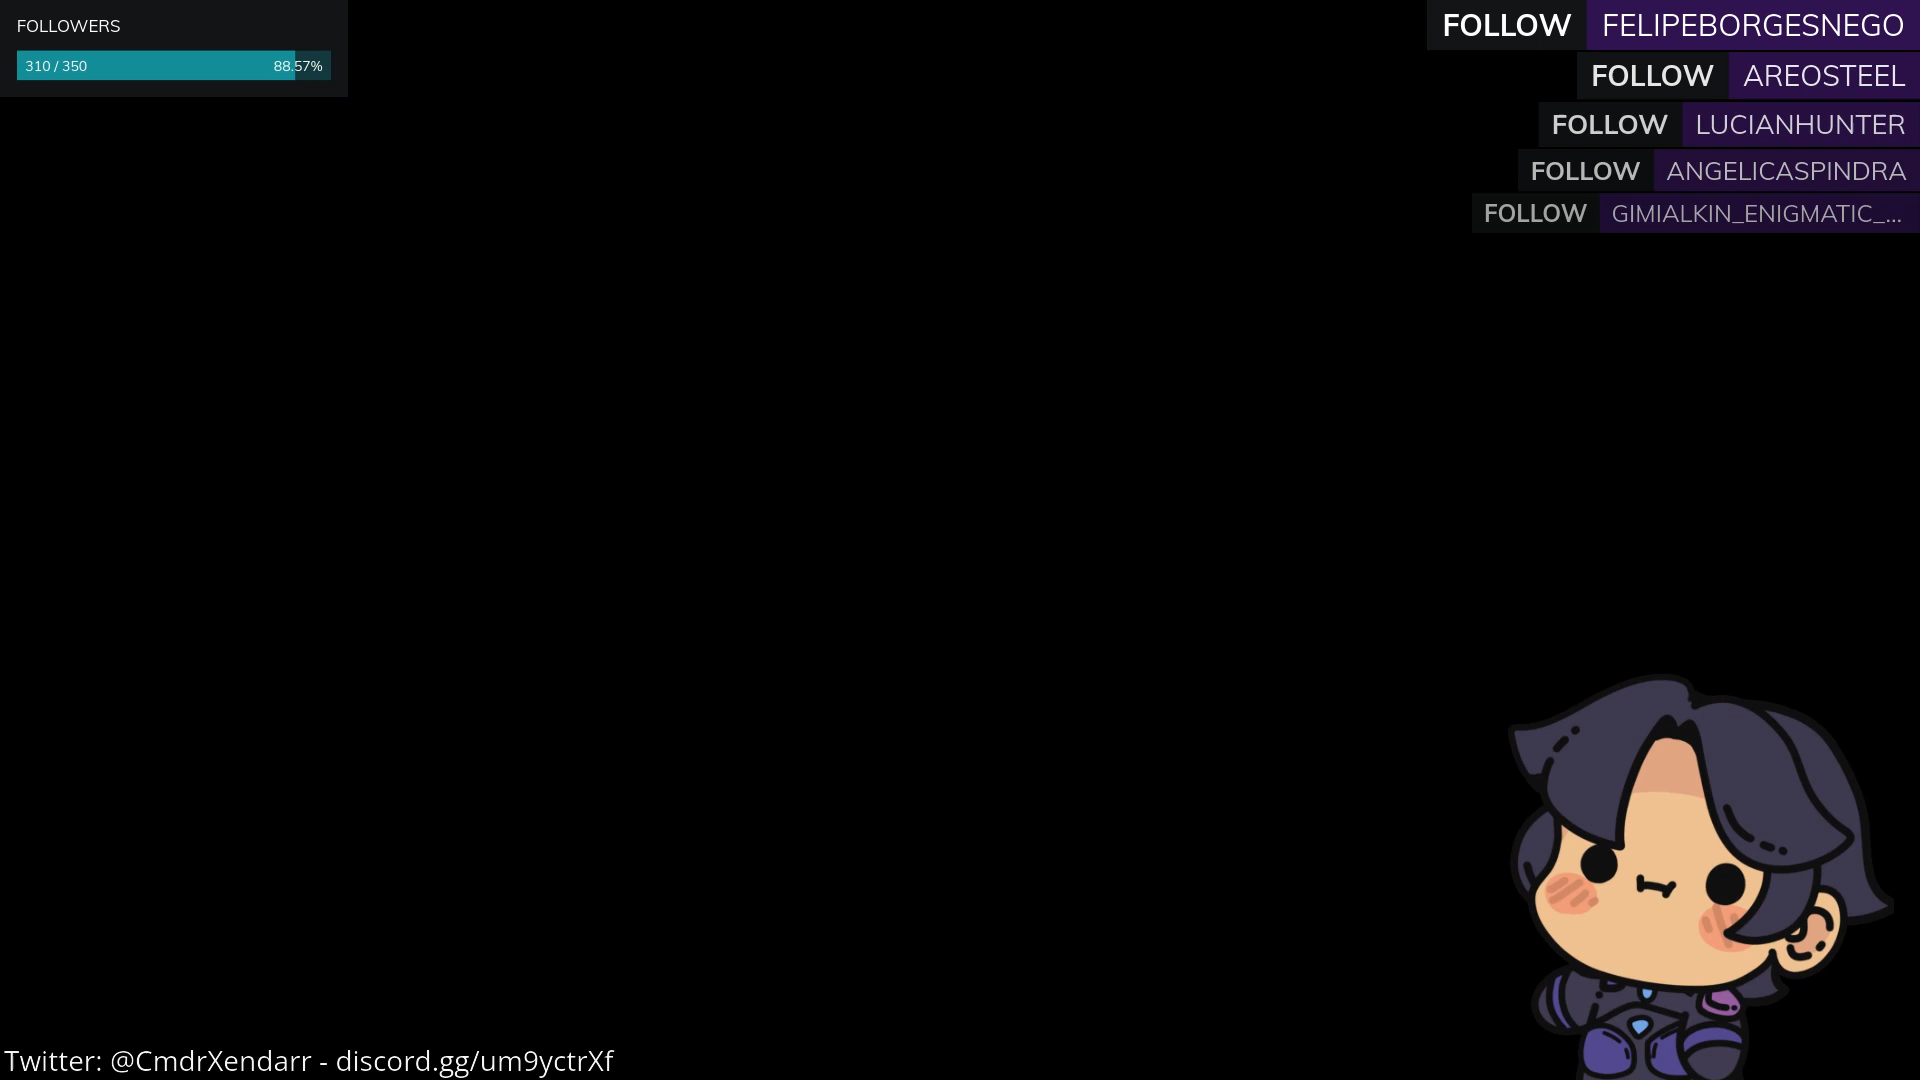 FOLLOWERS
310 / 350 88.57%
FOLLOW FELIPEBORGESNEGO
FOLLOW AREOSTEEL
FOLLOW LUCIANHUNTER
FOLLOW ANGELICASPINDRA
FOLLOW GIMIALKIN_ENIGMATIC_...
Twitter: @CmdrXendarr - discord.gg/um9yctrXf